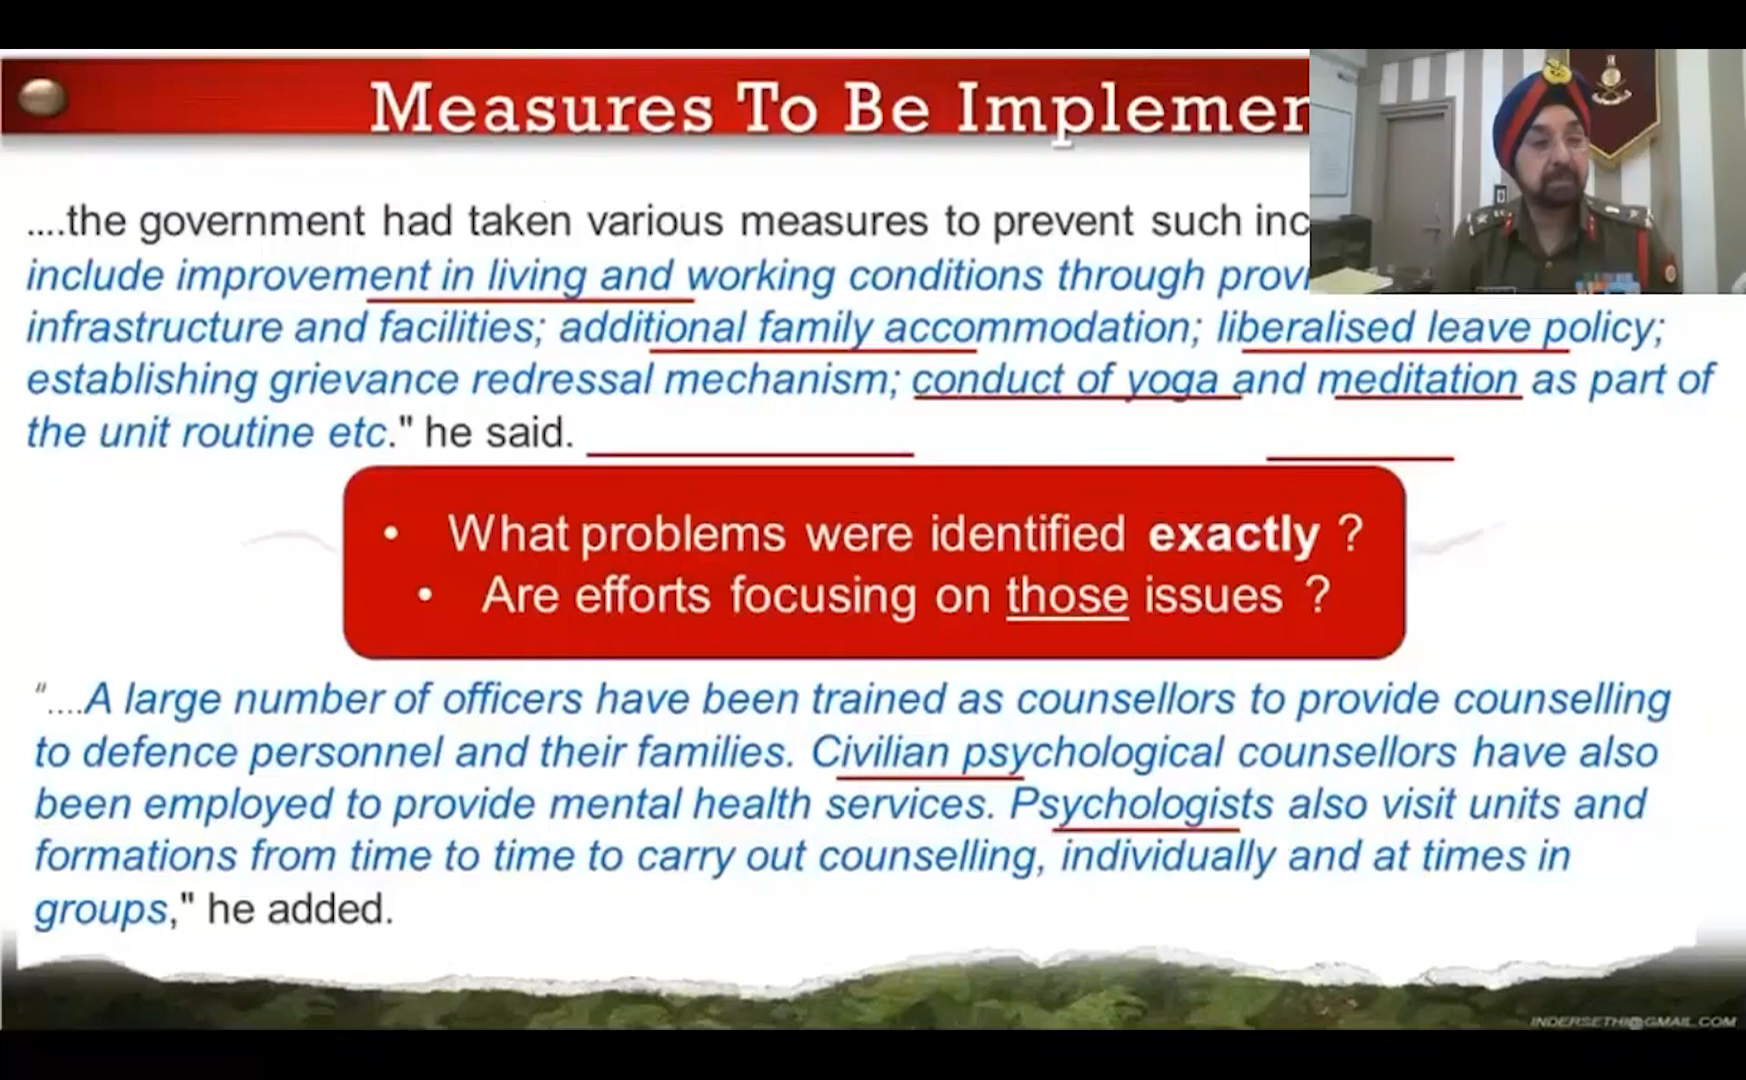 Measures To Be Implemen
....the government had taken various measures to prevent such inc
include improvement in living and working conditions through provi
infrastructure and facilities; additional family accommodation; liberalised leave policy;
establishing grievance redressal mechanism; conduct of yoga and meditation as part of
the unit routine etc." he said.
• What problems were identified exactly ?
• Are efforts focusing on those issues ?
"....A large number of officers have been trained as counsellors to provide counselling
to defence personnel and their families. Civilian psychological counsellors have also
been employed to provide mental health services. Psychologists also visit units and
formations from time to time to carry out counselling, individually and at times in
groups," he added.
INDERSETHI@GMAIL.COM